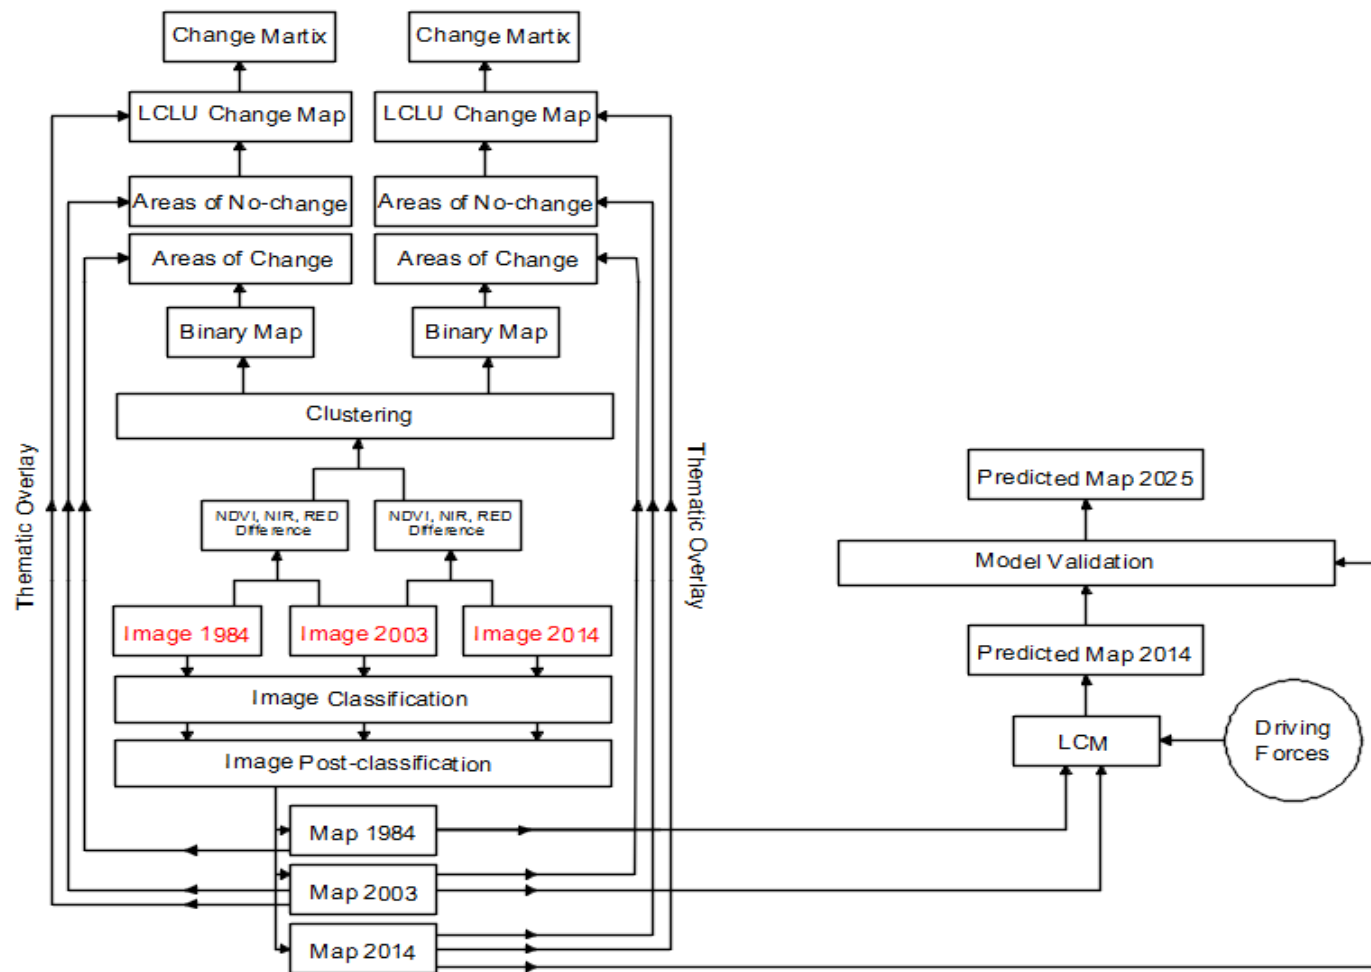 Change Martix
Change Martix
LCLU Change Map
LCLU Change Map
Areas of No-change
Areas of No-change
Areas of Change
Areas of Change
Binary Map
Binary Map
Clustering
Thematic Overlay
Thematic Overlay
NDVI, NIR, RED
Difference
NDVI, NIR, RED
Difference
Image 1984
Image 2003
Image 2014
Image Classification
Image Post-classification
Map 1984
Map 2003
Map 2014
Predicted Map 2025
Model Validation
Predicted Map 2014
LCM
Driving
Forces